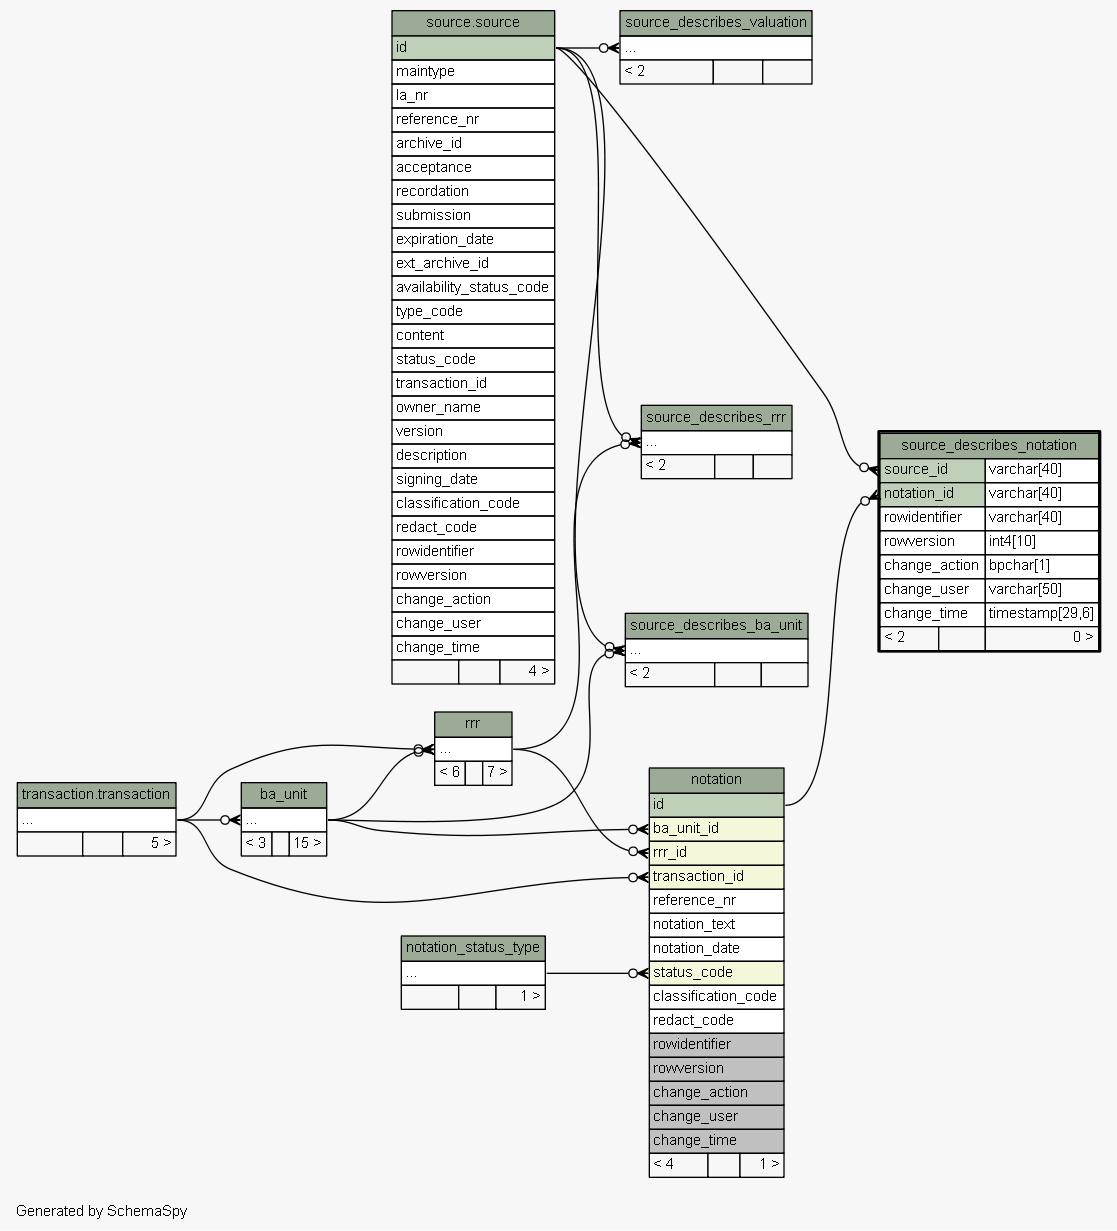 source.source
id
maintype
la_nr
reference_nr
archive_id
acceptance
recordation
submission
expiration_date
ext_archive_id
availability_status_code
type_code
content
status_code
transaction_id
owner_name
version
description
signing_date
classification_code
redact_code
rowidentifier
rowversion
change_action
change_user
change_time
4 >
source_describes_valuation
...
< 2
source_describes_rrr
...
< 2
source_describes_notation
source_id varchar[40]
notation_id varchar[40]
rowidentifier varchar[40]
rowversion int4[10]
change_action bpchar[1]
change_user varchar[50]
change_time timestamp[29,6]
< 2 0 >
source_describes_ba_unit
...
< 2
rrr
...
< 6 7 >
transaction.transaction
...
5 >
ba_unit
...
< 3 15 >
notation
id
ba_unit_id
rrr_id
transaction_id
reference_nr
notation_text
notation_date
status_code
classification_code
redact_code
rowidentifier
rowversion
change_action
change_user
change_time
< 4 1 >
notation_status_type
...
1 >
Generated by SchemaSpy